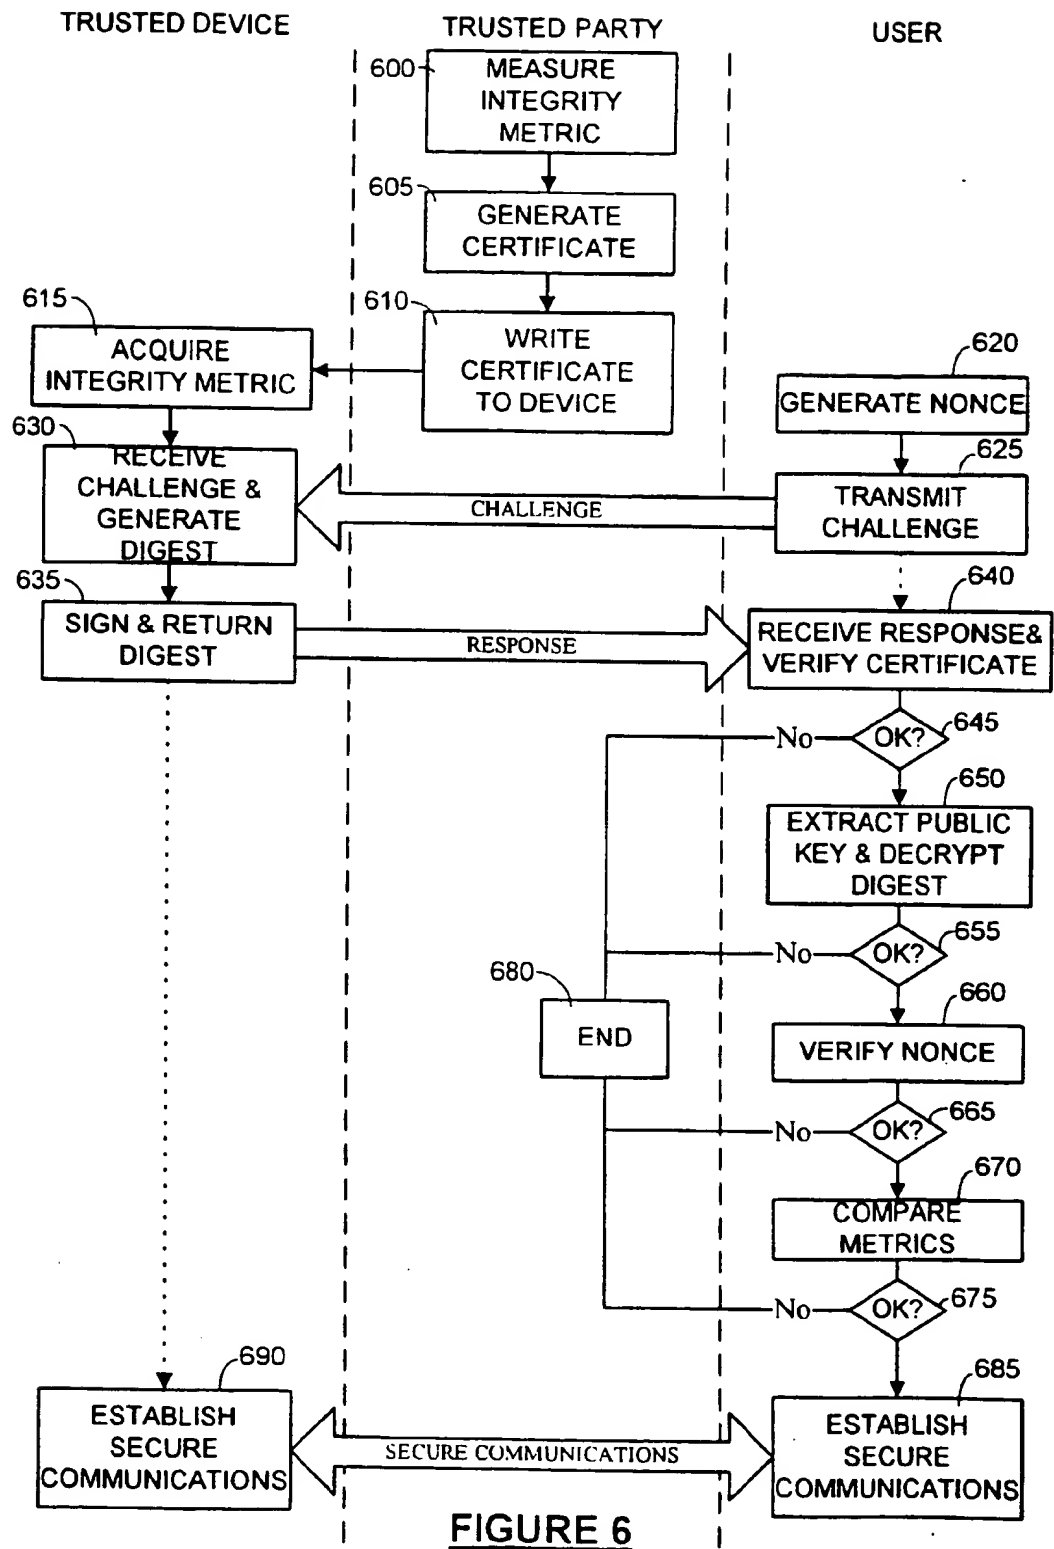 TRUSTED DEVICE
TRUSTED PARTY
USER
600
MEASURE
INTEGRITY
METRIC
605
GENERATE
CERTIFICATE
610
WRITE
CERTIFICATE
TO DEVICE
615
ACQUIRE
INTEGRITY METRIC
620
GENERATE NONCE
625
TRANSMIT
CHALLENGE
CHALLENGE
630
RECEIVE
CHALLENGE &
GENERATE
DIGEST
635
SIGN & RETURN
DIGEST
RESPONSE
640
RECEIVE RESPONSE&
VERIFY CERTIFICATE
645
OK?
No
650
EXTRACT PUBLIC
KEY & DECRYPT
DIGEST
655
OK?
No
680
END
660
VERIFY NONCE
665
OK?
No
670
COMPARE
METRICS
675
OK?
No
690
ESTABLISH
SECURE
COMMUNICATIONS
SECURE COMMUNICATIONS
685
ESTABLISH
SECURE
COMMUNICATIONS
FIGURE 6